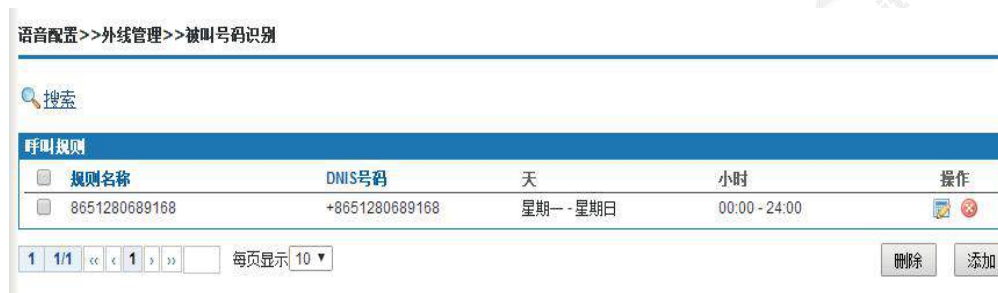 语音配置>>外线管理>>被叫号码识别
搜索
呼叫规则
规则名称 DNIS号码 天 小时 操作
8651280689168 +8651280689168 星期一 - 星期日 00:00 - 24:00
1 1/1 « ‹ 1 › » 每页显示 10 ▼ 删除 添加